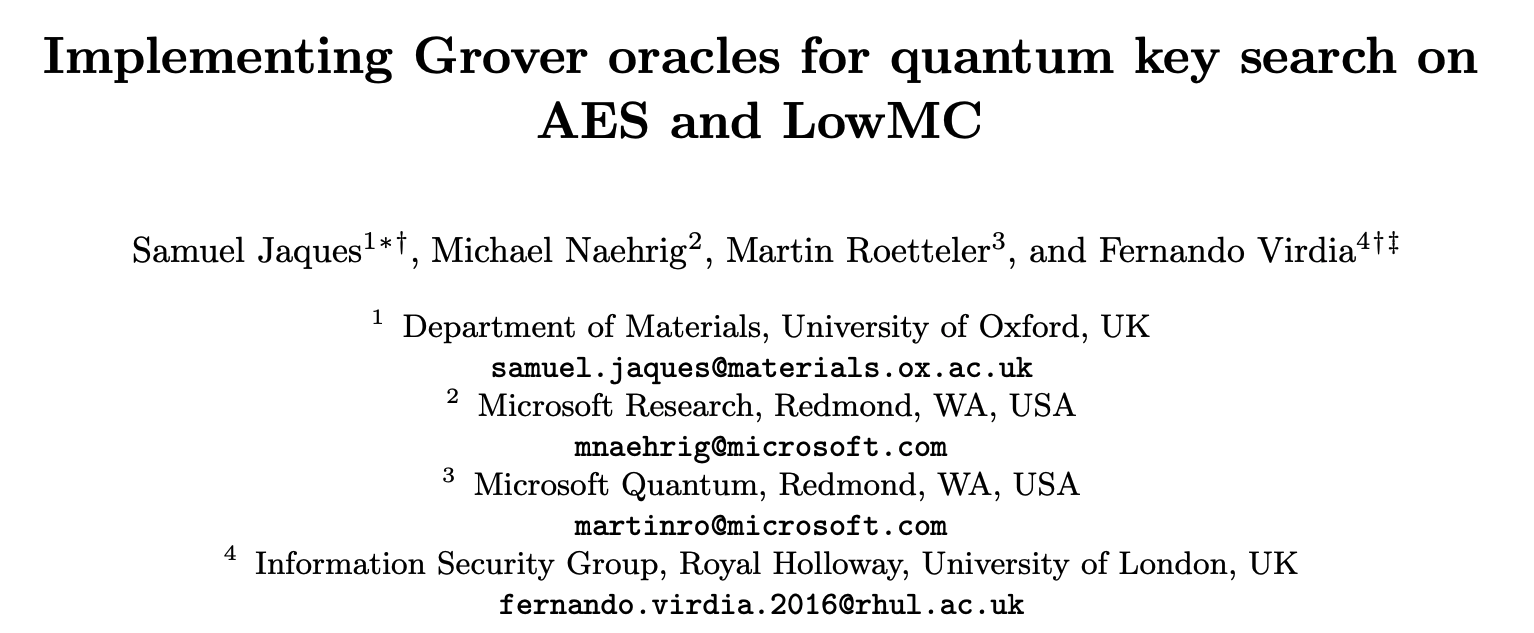 Implementing Grover oracles for quantum key search on
AES and LowMC
Samuel Jaques¹*†, Michael Naehrig², Martin Roetteler³, and Fernando Virdia⁴†‡
¹ Department of Materials, University of Oxford, UK
samuel.jaques@materials.ox.ac.uk
² Microsoft Research, Redmond, WA, USA
mnaehrig@microsoft.com
³ Microsoft Quantum, Redmond, WA, USA
martinro@microsoft.com
⁴ Information Security Group, Royal Holloway, University of London, UK
fernando.virdia.2016@rhul.ac.uk